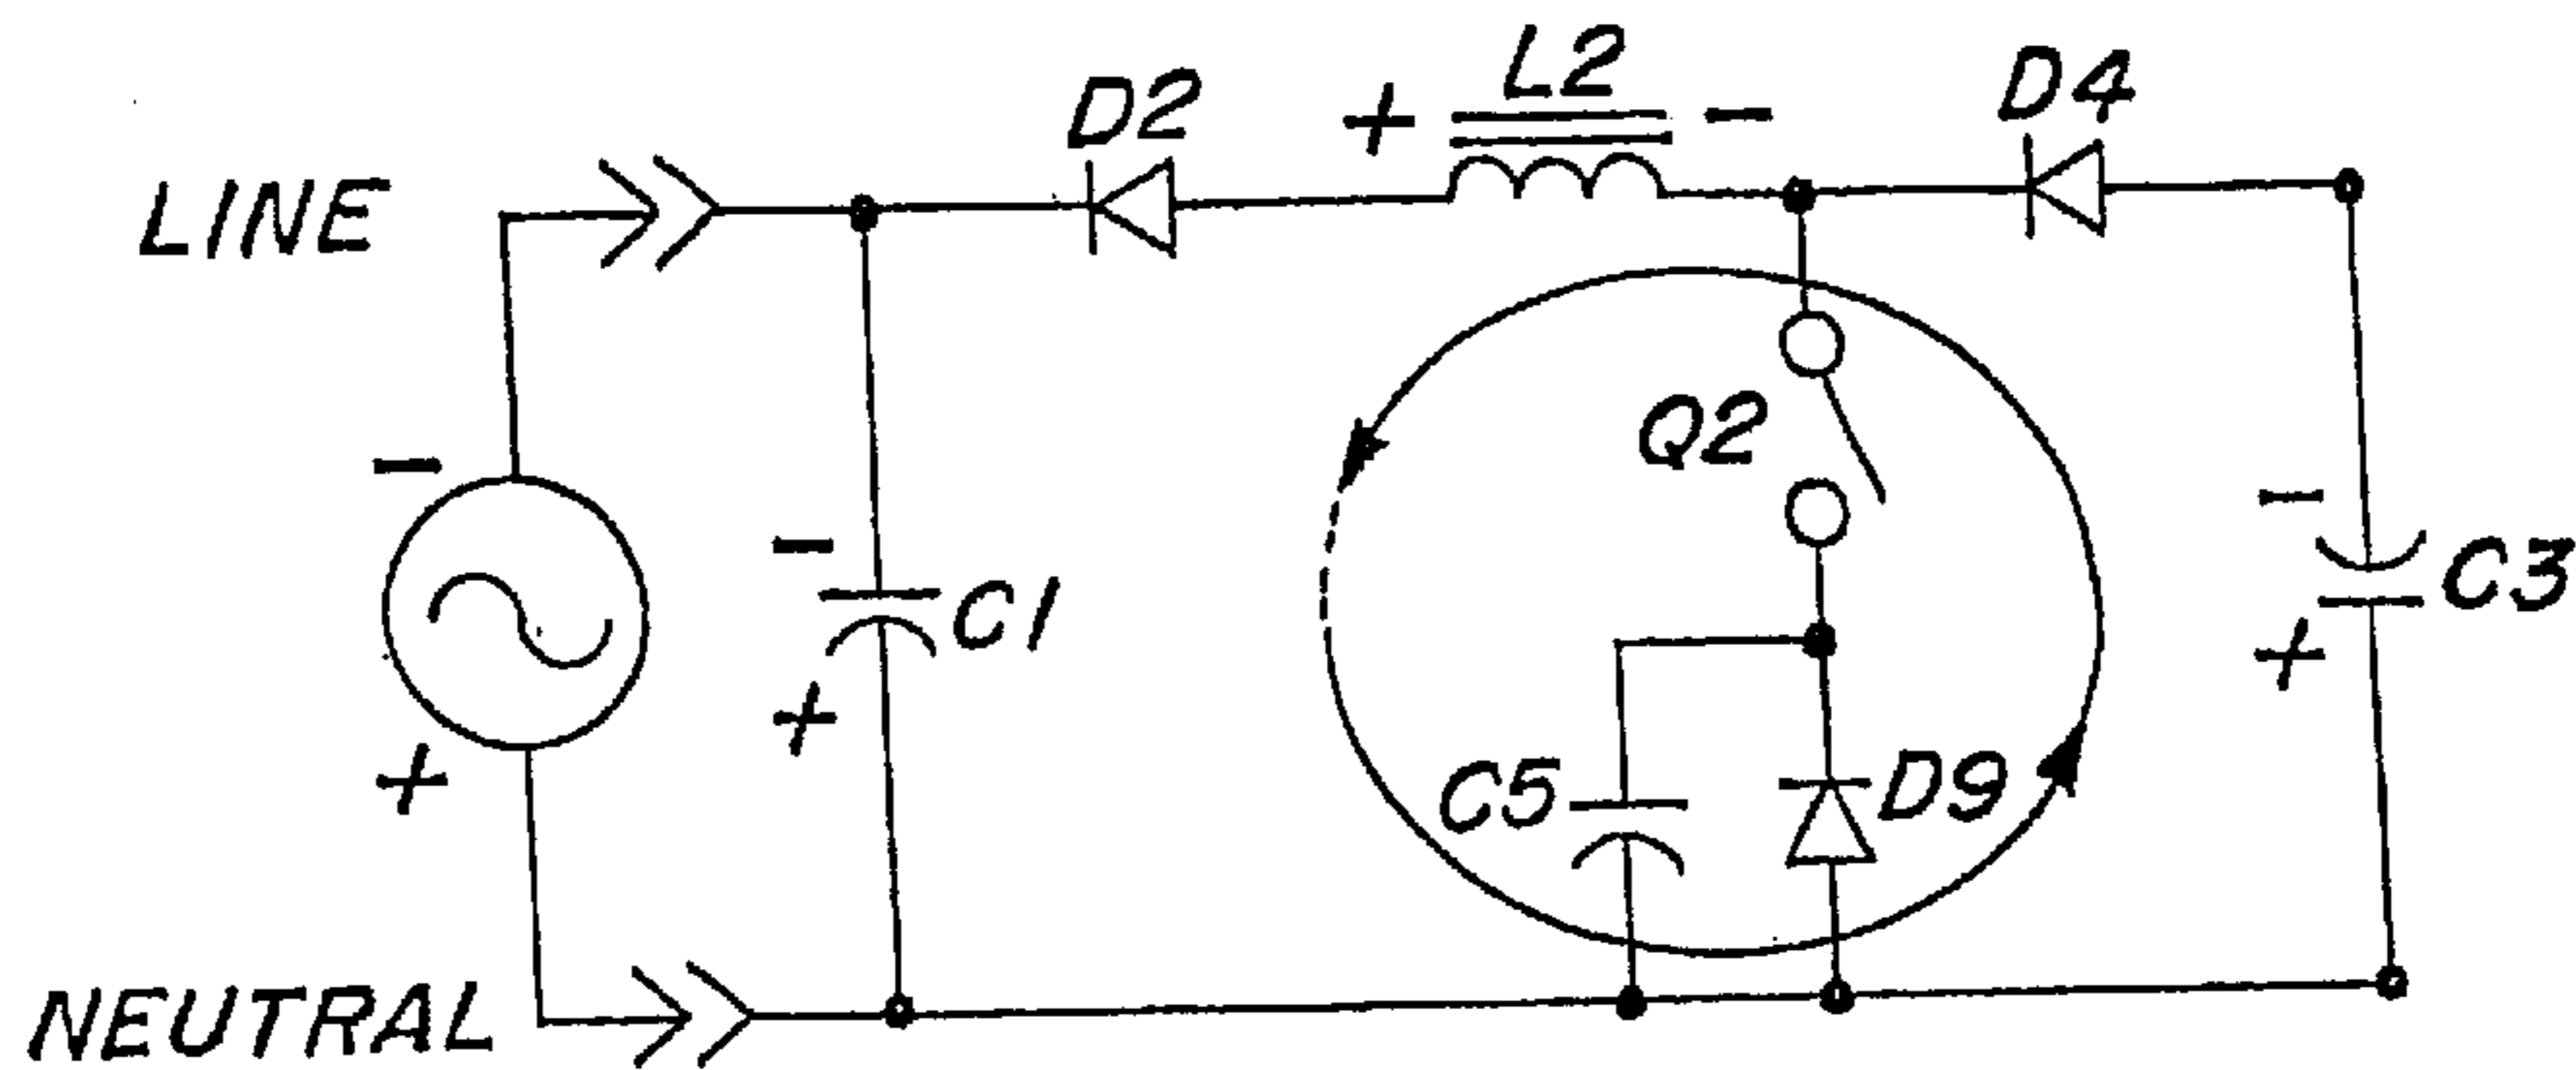 L2
D4
D2
+
-
LINE
Q2
-
-
-
C1
C3
+
+
C5
D9
+
NEUTRAL